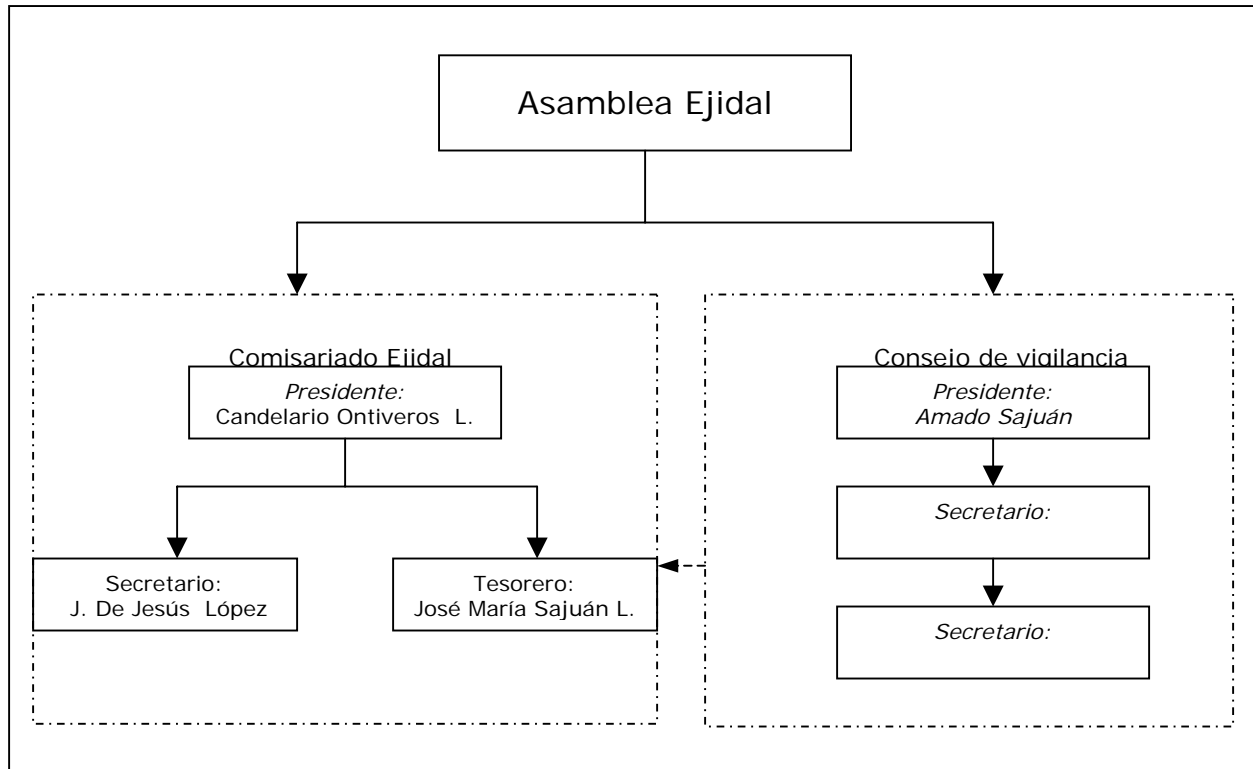 Asamblea Ejidal
Comisariado Ejidal
Presidente:
Candelario Ontiveros L.
Secretario:
J. De Jesús López
Tesorero:
José María Sajuán L.
Consejo de vigilancia
Presidente:
Amado Sajuán
Secretario:
Secretario: